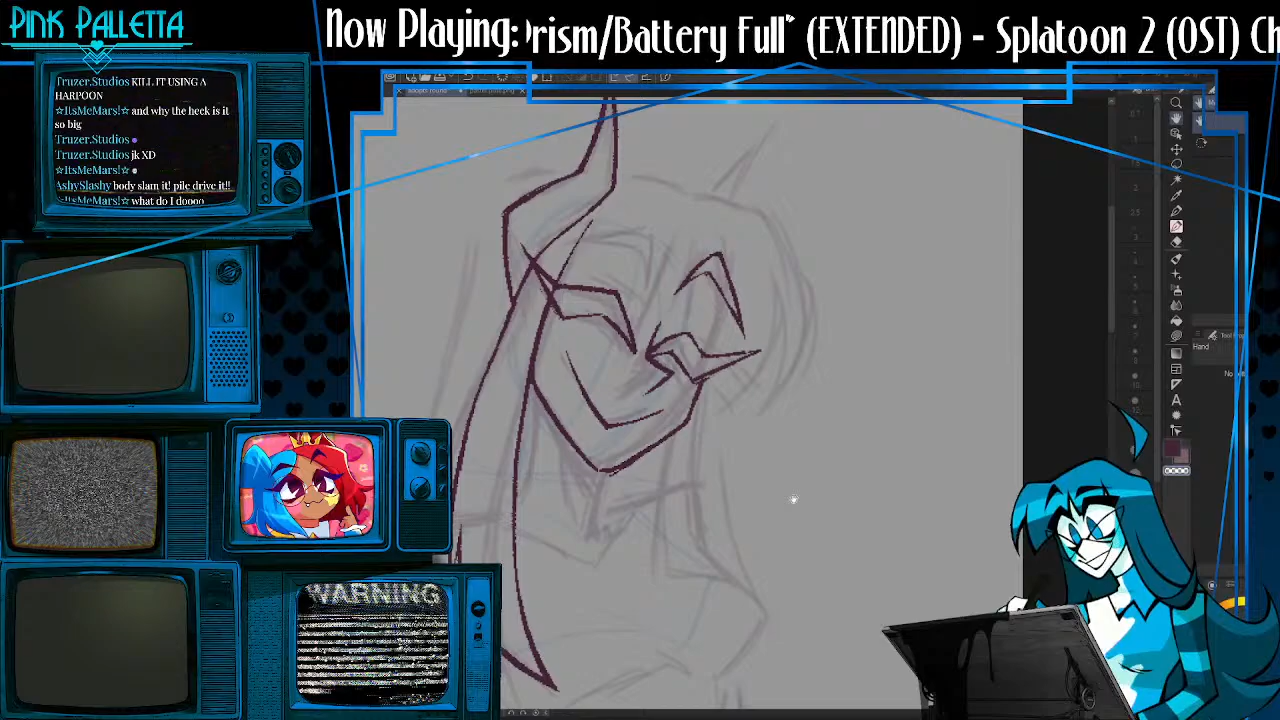 PINK PALLETTA
Now Playing: rism/Battery Full" (EXTENDED) - Splatoon 2 (OST) Ch
Truzer.Studios KILL IT USING A
HARPOON
☆ItsMeMars!☆ and why the heck is it
so big
Truzer.Studios
Truzer.Studios jk XD
☆ItsMeMars!☆
AshySlashy body slam it! pile drive it!!
☆ItsMeMars!☆ what do I doooo
Hand
WARNING